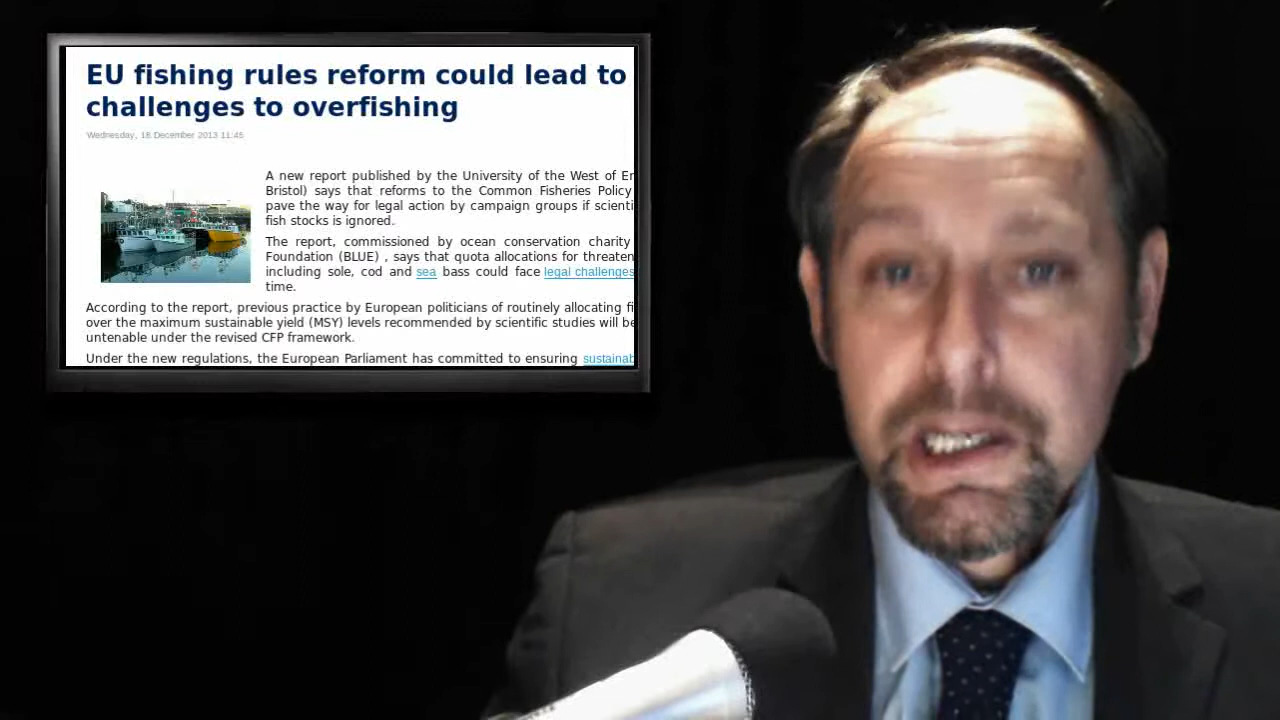 EU fishing rules reform could lead to
challenges to overfishing
Wednesday, 18 December 2013 11:45
A new report published by the University of the West of
Bristol) says that reforms to the Common Fisheries Policy
pave the way for legal action by campaign groups if
fish stocks is ignored.
The report, commissioned by ocean conservation charity
Foundation (BLUE) , says that quota allocations for
including sole, cod and sea bass could face legal challenges
time.
According to the report, previous practice by European politicians of routinely allocating
over the maximum sustainable yield (MSY) levels recommended by scientific studies will
untenable under the revised CFP framework.
Under the new regulations, the European Parliament has committed to ensuring